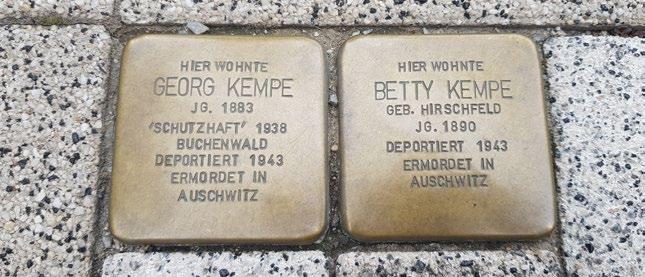 HIER WOHNTE
GEORG KEMPE
JG. 1883
'SCHUTZHAFT' 1938
BUCHENWALD
DEPORTIERT 1943
ERMORDET IN
AUSCHWITZ
HIER WOHNTE
BETTY KEMPE
GEB. HIRSCHFELD
JG. 1890
DEPORTIERT 1943
ERMORDET IN
AUSCHWITZ